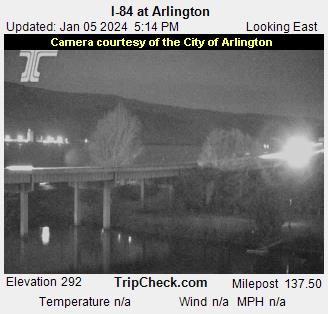 I-84 at Arlington
Updated: Jan 05 2024 5:14 PM Looking East
Camera courtesy of the City of Arlington
Elevation 292 TripCheck.com Milepost 137.50
Temperature n/a Wind n/a MPH n/a